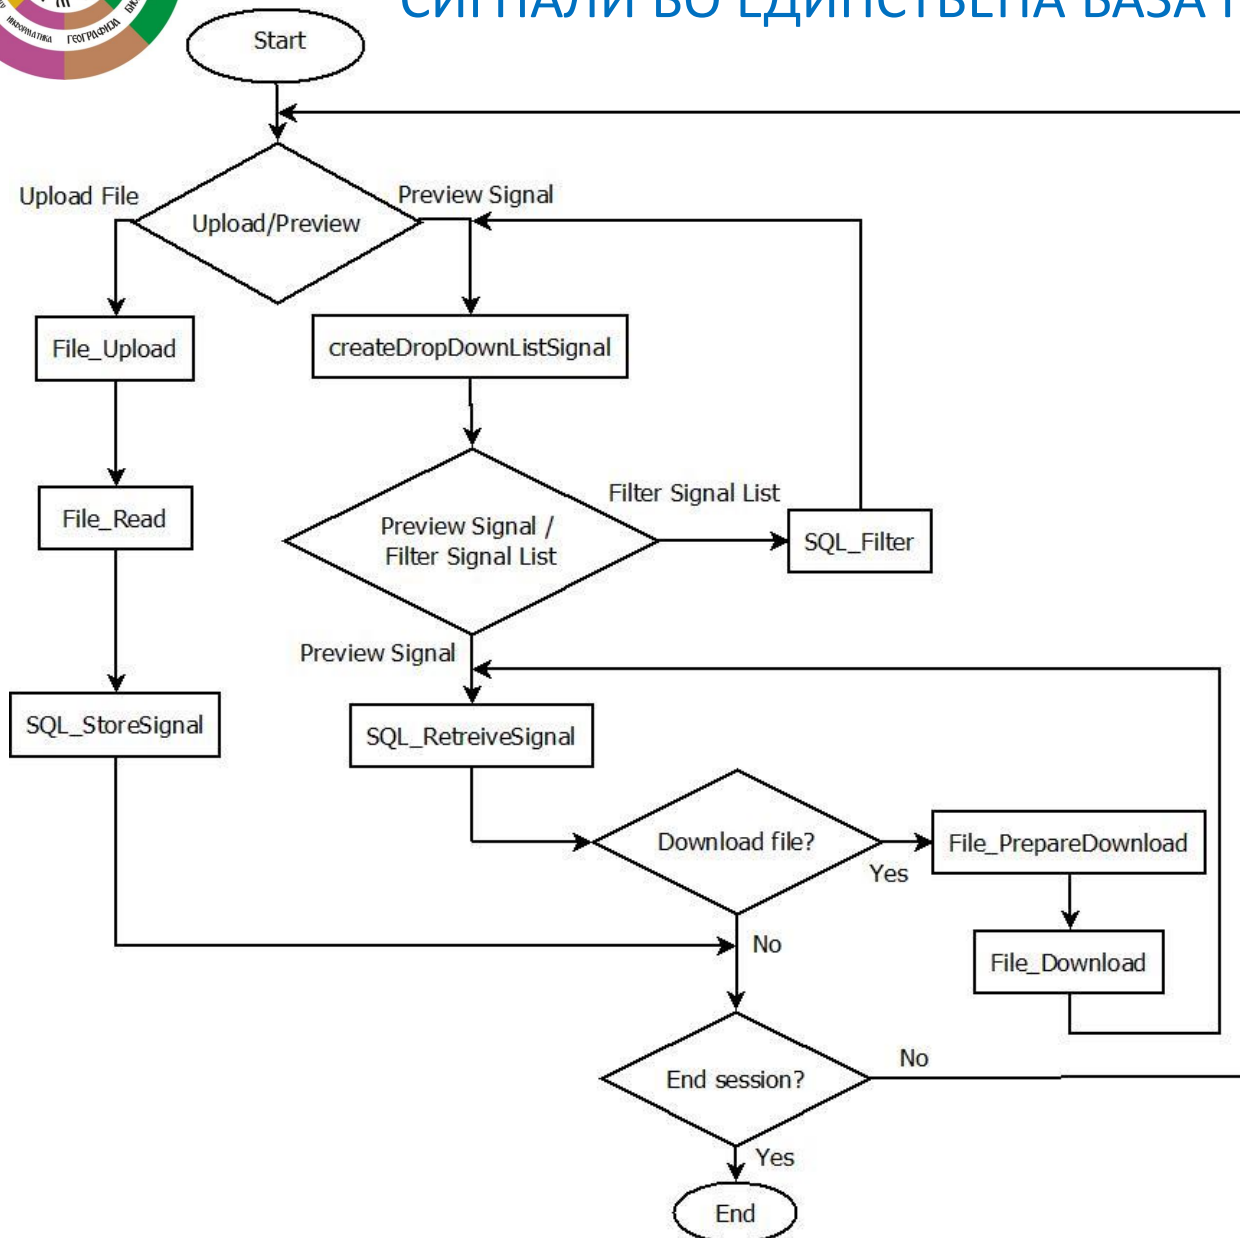 СИГНАЛИ ВО ЕДИНСТВЕНА БАЗА
ИНФОРМАТИКА
ГЕОГРАФИЈА
Start
Upload File
Preview Signal
Upload/Preview
File_Upload
createDropDownListSignal
Filter Signal List
File_Read
Preview Signal /
Filter Signal List
SQL_Filter
Preview Signal
SQL_StoreSignal
SQL_RetreiveSignal
Download file?
File_PrepareDownload
Yes
No
File_Download
No
End session?
Yes
End